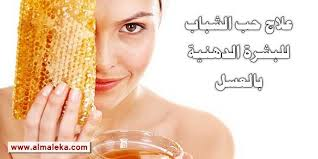 علاج حب الشباب
للبشرة الدهنية
بالعسل
www.almaleka.com